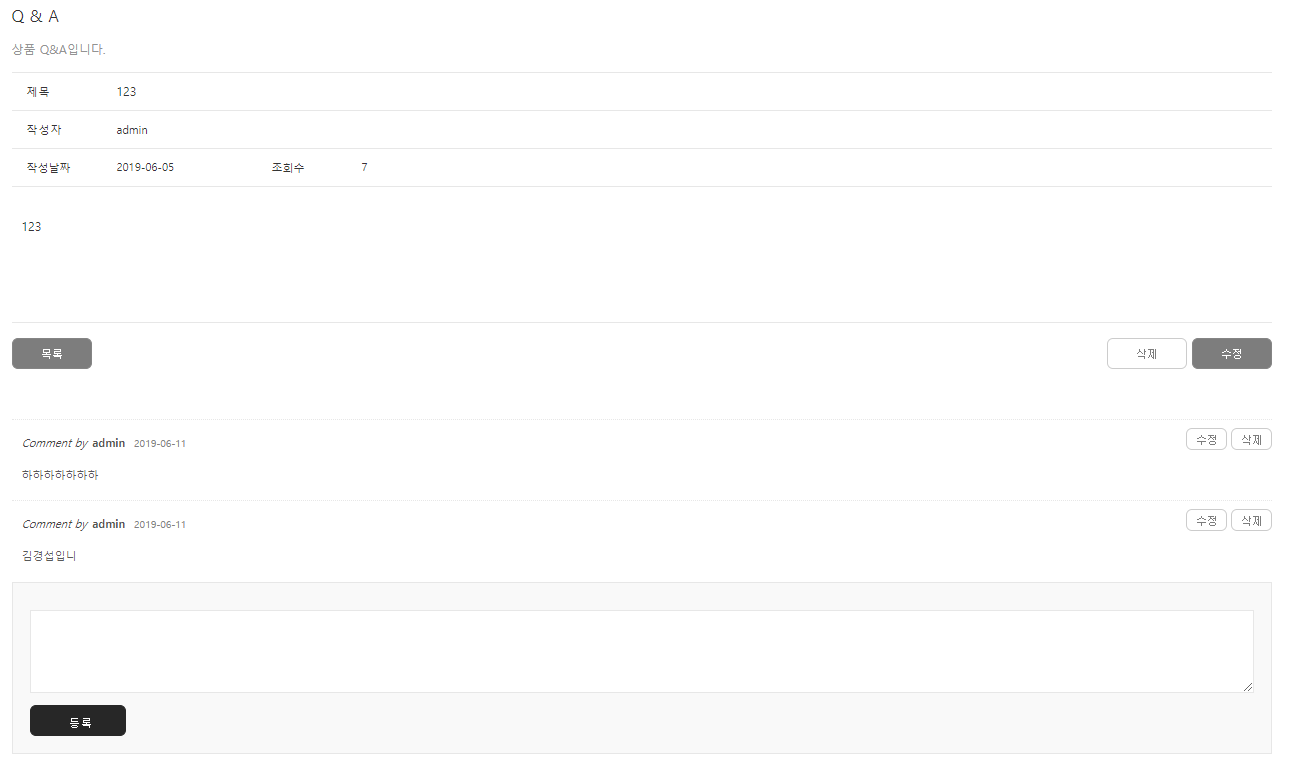 Q & A
상품 Q&A입니다.
제목 123
작성자 admin
작성날짜 2019-06-05 조회수 7
123
목록 삭제 수정
Comment by admin 2019-06-11 수정 삭제
하하하하하하하
Comment by admin 2019-06-11 수정 삭제
김경섭입니
등록